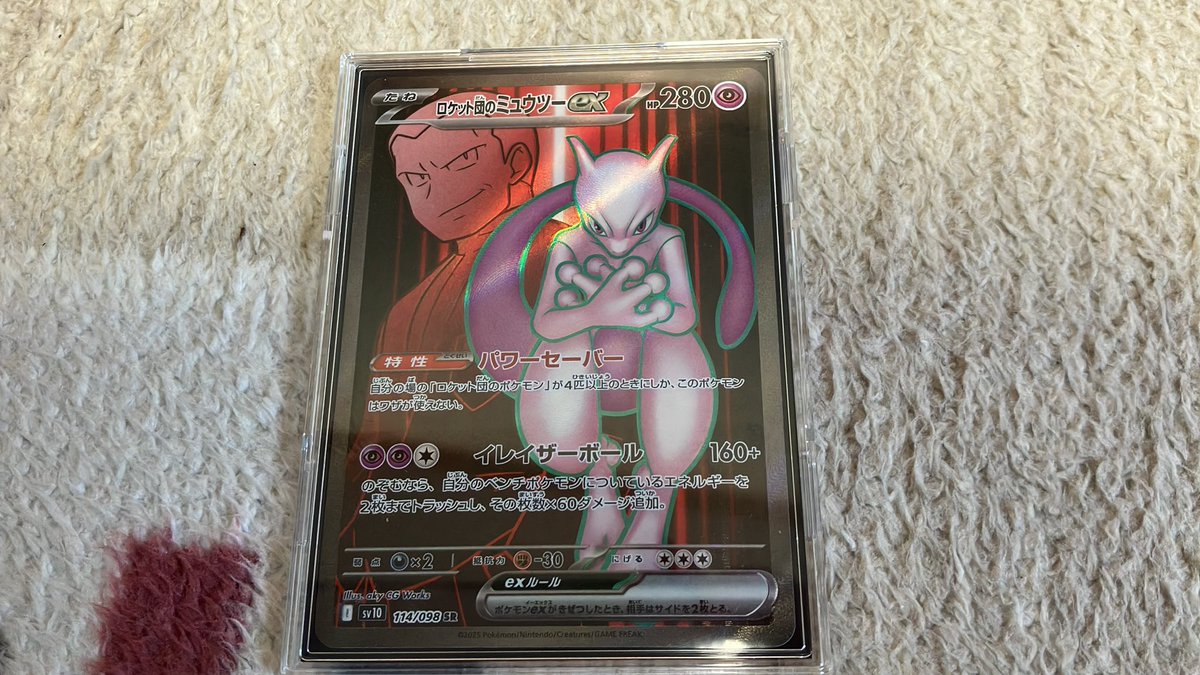 たね ロケット団のミュウツーex HP280
特性 とくせい パワーセーバー
自分の場の「ロケット団のポケモン」が4匹以上のときにしか、このポケモン
はワザが使えない。
イレイザーボール 160+
のぞむなら、自分のベンチポケモンについているエネルギーを
2枚までトラッシュし、その枚数×60ダメージ追加。
弱点 ×2 抵抗力 -30 にげる
exルール
ポケモンexがきぜつしたとき、相手はサイドを2枚とる。
Illus. aky CG Works
I sv10 114/098 SR
©2025 Pokémon/Nintendo/Creatures/GAME FREAK